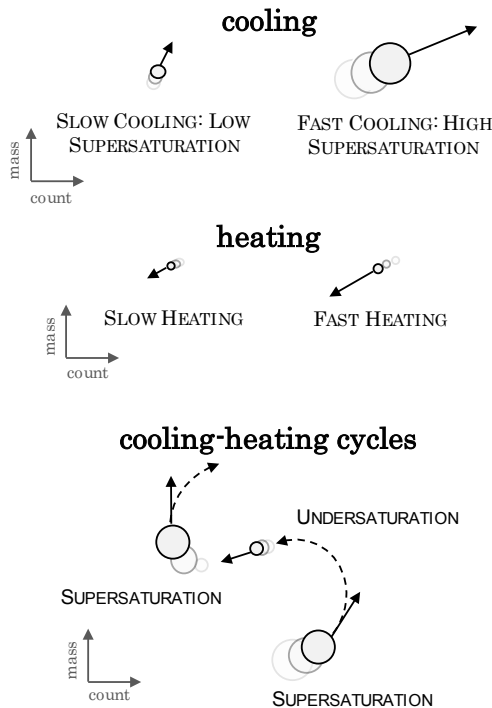 cooling
SLOW COOLING: LOW
SUPERSATURATION
FAST COOLING: HIGH
SUPERSATURATION
mass
count
heating
SLOW HEATING
FAST HEATING
mass
count
cooling-heating cycles
UNDERSATURATION
SUPERSATURATION
mass
count
SUPERSATURATION